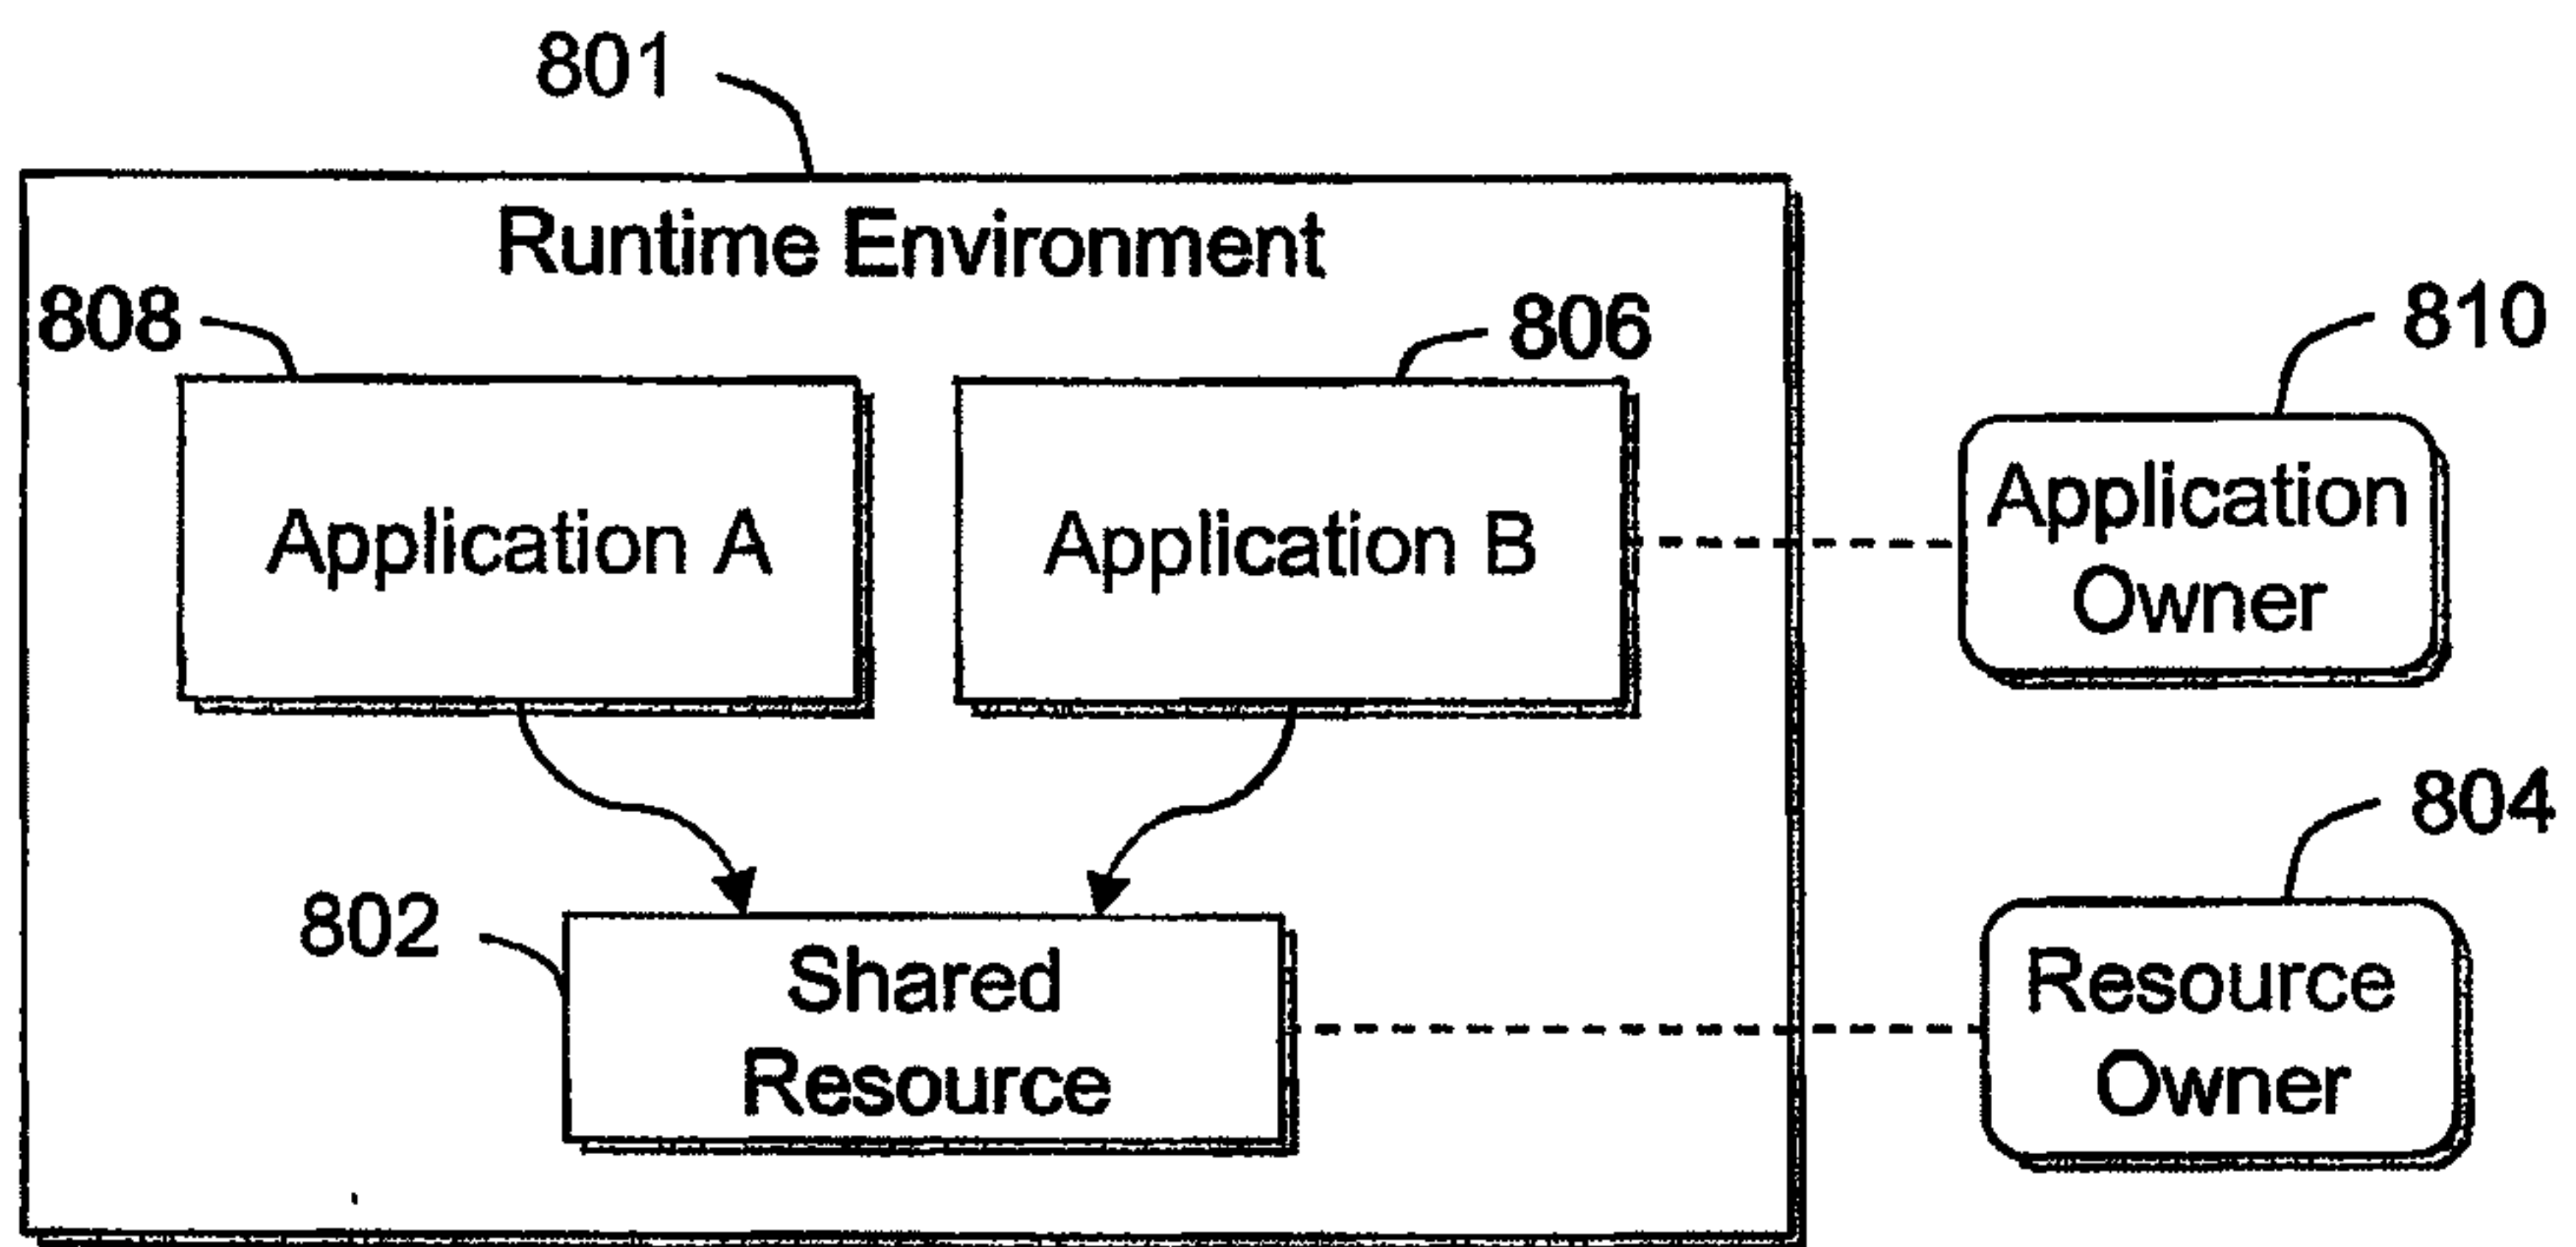 801
Runtime Environment
808
806
810
Application A
Application B
Application
Owner
804
802
Shared
Resource
Resource
Owner